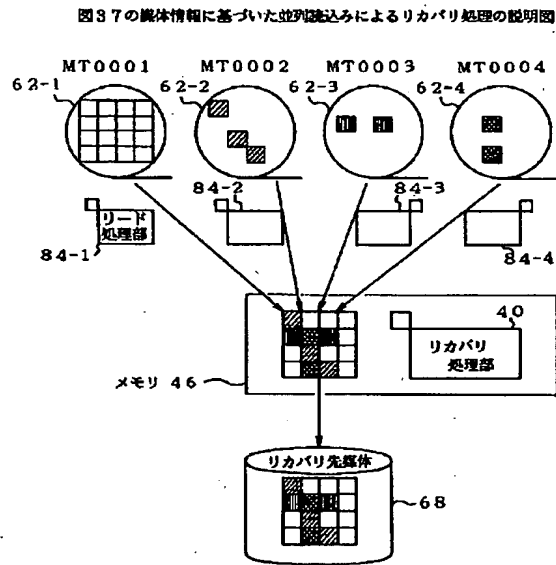 図37の媒体情報に基づいた並列読込みによるリカバリ処理の説明図
MT0001 MT0002 MT0003 MT0004
62-1 62-2 62-3 62-4
84-2 84-3
リード
処理部
84-1 84-4
40
リカバリ
処理部
メモリ 46
リカバリ先媒体
68